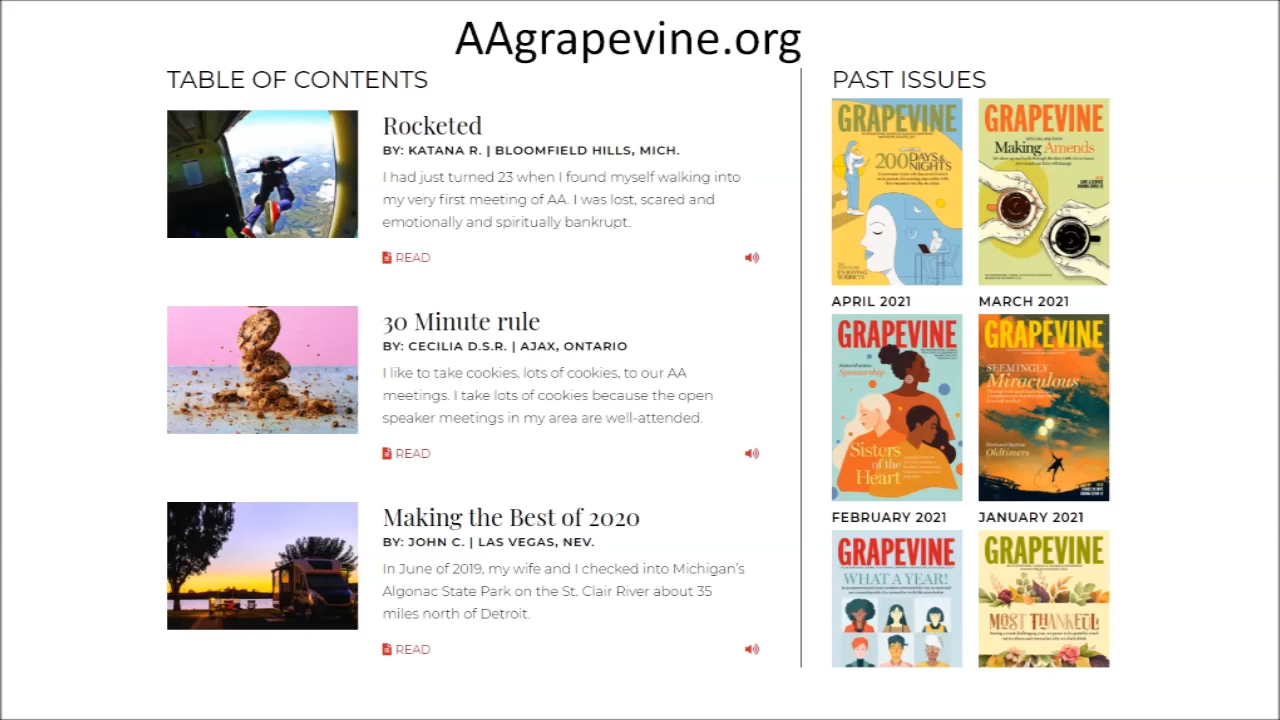 AAgrapevine.org
TABLE OF CONTENTS
Rocketed
BY: KATANA R. | BLOOMFIELD HILLS, MICH.
I had just turned 23 when I found myself walking into
my very first meeting of AA. I was lost, scared and
emotionally and spiritually bankrupt.
READ
30 Minute rule
BY: CECILIA D.S.R. | AJAX, ONTARIO
I like to take cookies, lots of cookies, to our AA
meetings. I take lots of cookies because the open
speaker meetings in my area are well-attended.
READ
Making the Best of 2020
BY: JOHN C. | LAS VEGAS, NEV.
In June of 2019, my wife and I checked into Michigan's
Algonac State Park on the St. Clair River about 35
miles north of Detroit.
READ
PAST ISSUES
GRAPEVINE
200 DAYS &
NIGHTS
ENJOYING
SOBRIETY
APRIL 2021
GRAPEVINE
Making Amends
MARCH 2021
GRAPEVINE
Sponsorship
Sisters
of the
Heart
FEBRUARY 2021
GRAPEVINE
SEEMINGLY
Miraculous
Oldtimers
JANUARY 2021
GRAPEVINE
WHAT A YEAR!
GRAPEVINE
MOST THANKFUL